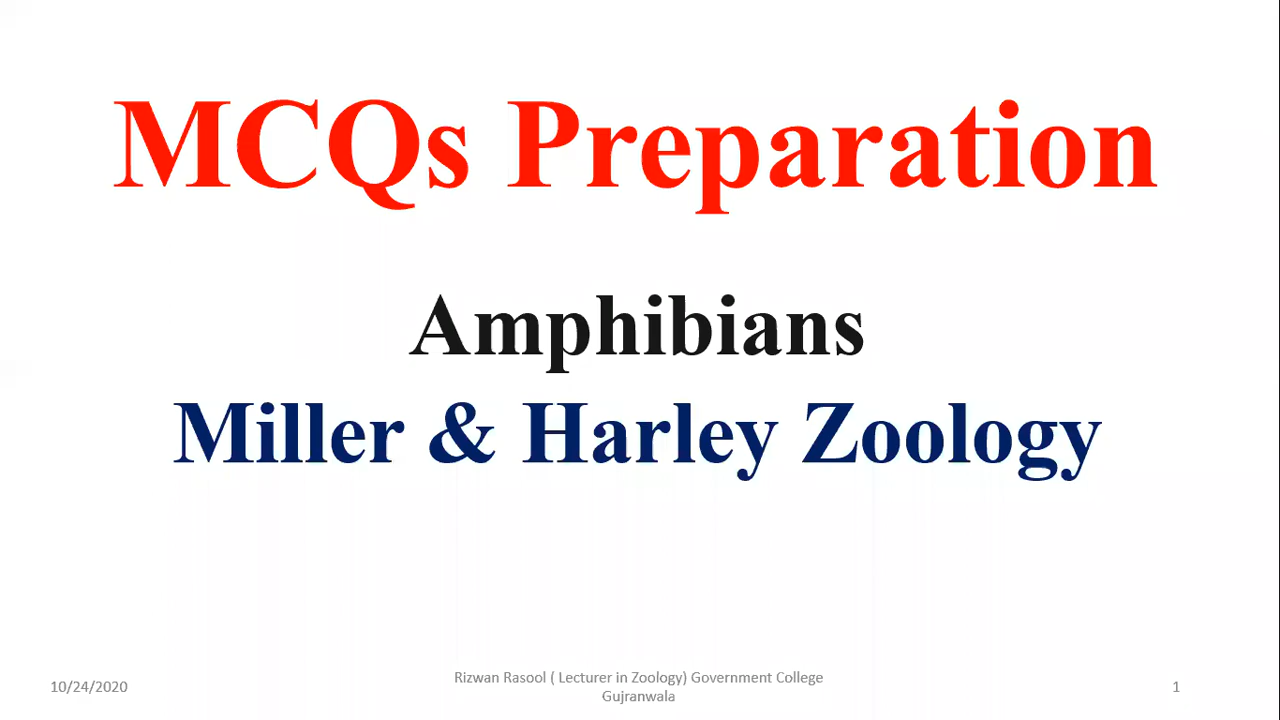 MCQs Preparation
Amphibians
Miller & Harley Zoology
10/24/2020
Rizwan Rasool ( Lecturer in Zoology) Government College
Gujranwala
1